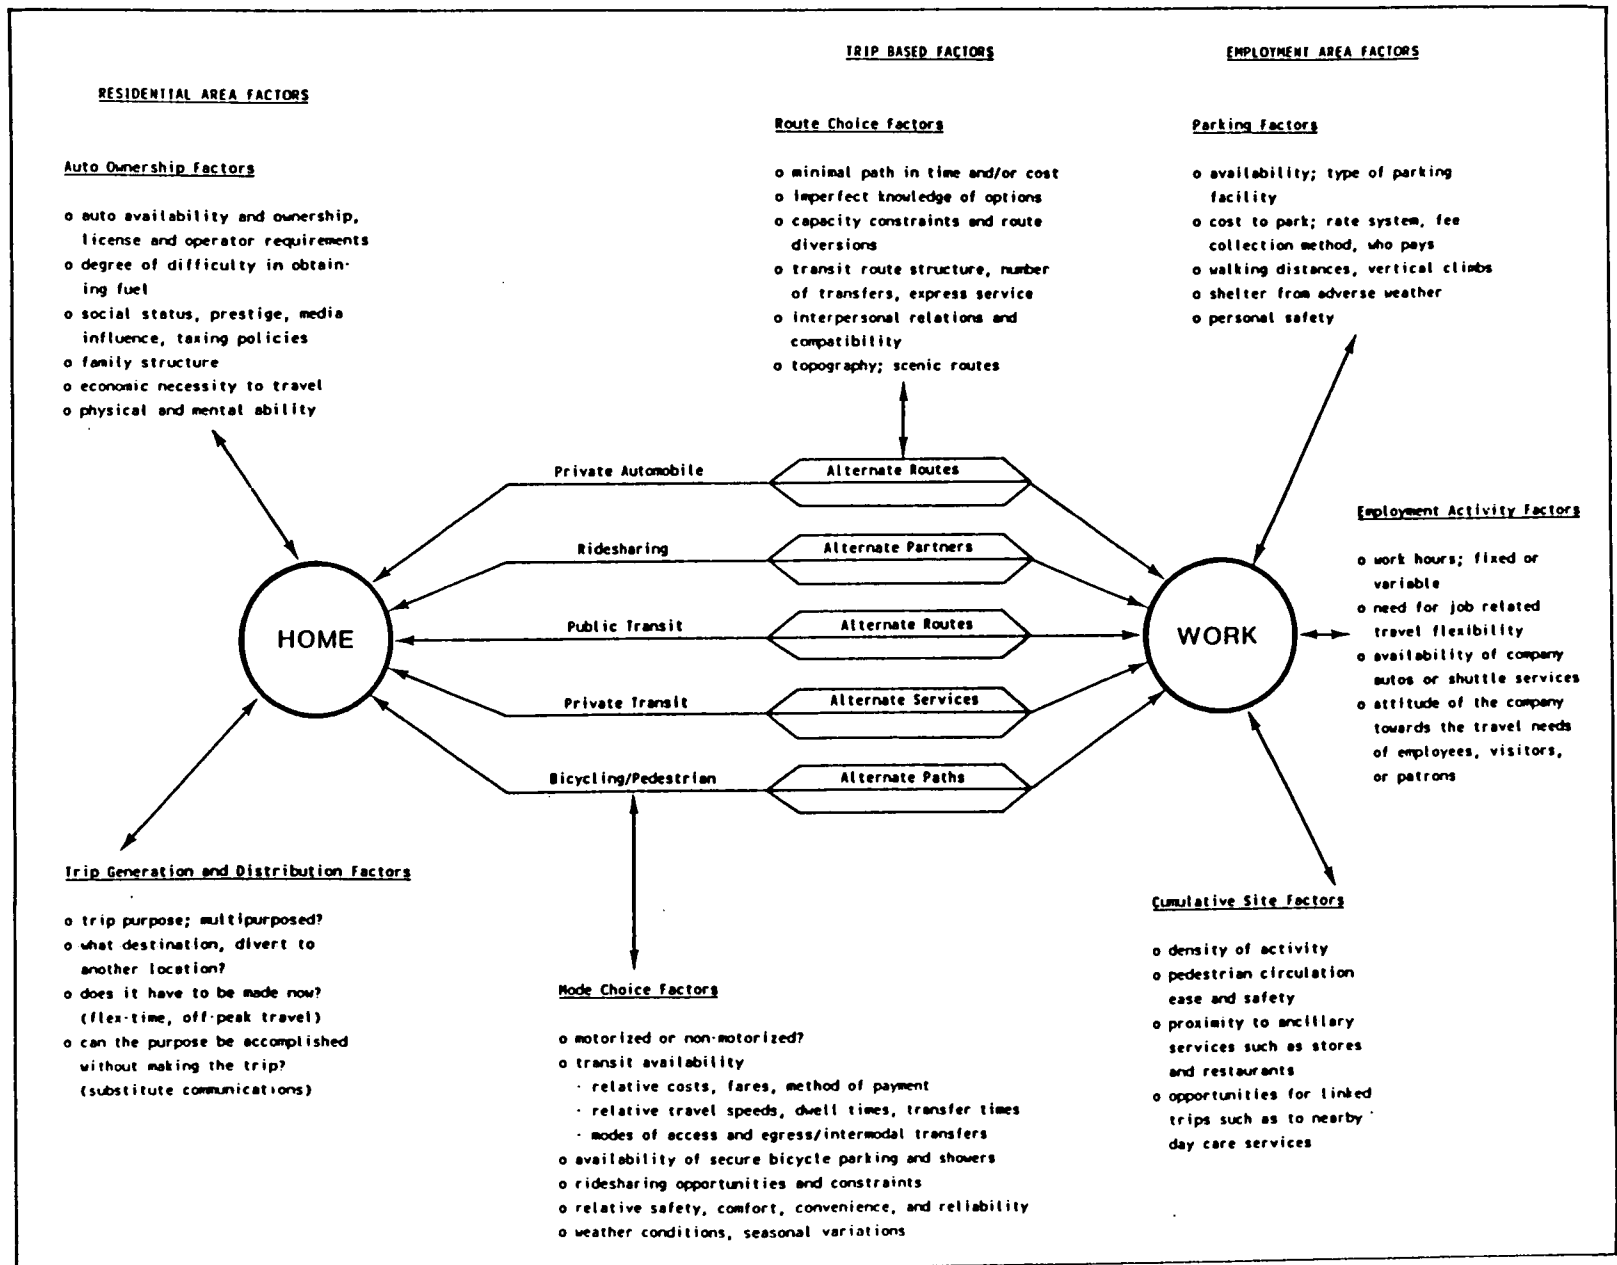 RESIDENTIAL AREA FACTORS
Auto Ownership Factors
o auto availability and ownership,
license and operator requirements
o degree of difficulty in obtain-
ing fuel
o social status, prestige, media
influence, taxing policies
o family structure
o economic necessity to travel
o physical and mental ability
TRIP BASED FACTORS
Route Choice Factors
o minimal path in time and/or cost
o imperfect knowledge of options
o capacity constraints and route
diversions
o transit route structure, number
of transfers, express service
o interpersonal relations and
compatibility
o topography; scenic routes
EMPLOYMENT AREA FACTORS
Parking Factors
o availability; type of parking
facility
o cost to park; rate system, fee
collection method, who pays
o walking distances, vertical climbs
o shelter from adverse weather
o personal safety
HOME
Private Automobile
Alternate Routes
Ridesharing
Alternate Partners
Public Transit
Alternate Routes
Private Transit
Alternate Services
Bicycling/Pedestrian
Alternate Paths
WORK
Employment Activity Factors
o work hours; fixed or
variable
o need for job related
travel flexibility
o availability of company
autos or shuttle services
o attitude of the company
towards the travel needs
of employees, visitors,
or patrons
Trip Generation and Distribution Factors
o trip purpose; multipurposed?
o what destination, divert to
another location?
o does it have to be made now?
(flex-time, off-peak travel)
o can the purpose be accomplished
without making the trip?
(substitute communications)
Mode Choice Factors
o motorized or non-motorized?
o transit availability
- relative costs, fares, method of payment
- relative travel speeds, dwell times, transfer times
- modes of access and egress/intermodal transfers
o availability of secure bicycle parking and showers
o ridesharing opportunities and constraints
o relative safety, comfort, convenience, and reliability
o weather conditions, seasonal variations
Cumulative Site Factors
o density of activity
o pedestrian circulation
ease and safety
o proximity to ancillary
services such as stores
and restaurants
o opportunities for linked
trips such as to nearby
day care services